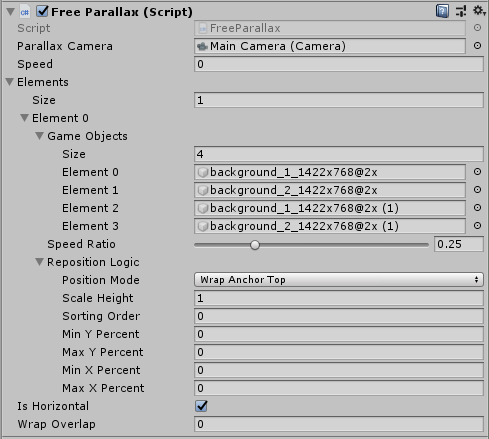 Free Parallax (Script)
Script FreeParallax
Parallax Camera Main Camera (Camera)
Speed 0
Elements
Size 1
Element 0
Game Objects
Size 4
Element 0 background_1_1422x768@2x
Element 1 background_2_1422x768@2x
Element 2 background_1_1422x768@2x (1)
Element 3 background_2_1422x768@2x (1)
Speed Ratio 0.25
Reposition Logic
Position Mode Wrap Anchor Top
Scale Height 1
Sorting Order 0
Min Y Percent 0
Max Y Percent 0
Min X Percent 0
Max X Percent 0
Is Horizontal
Wrap Overlap 0